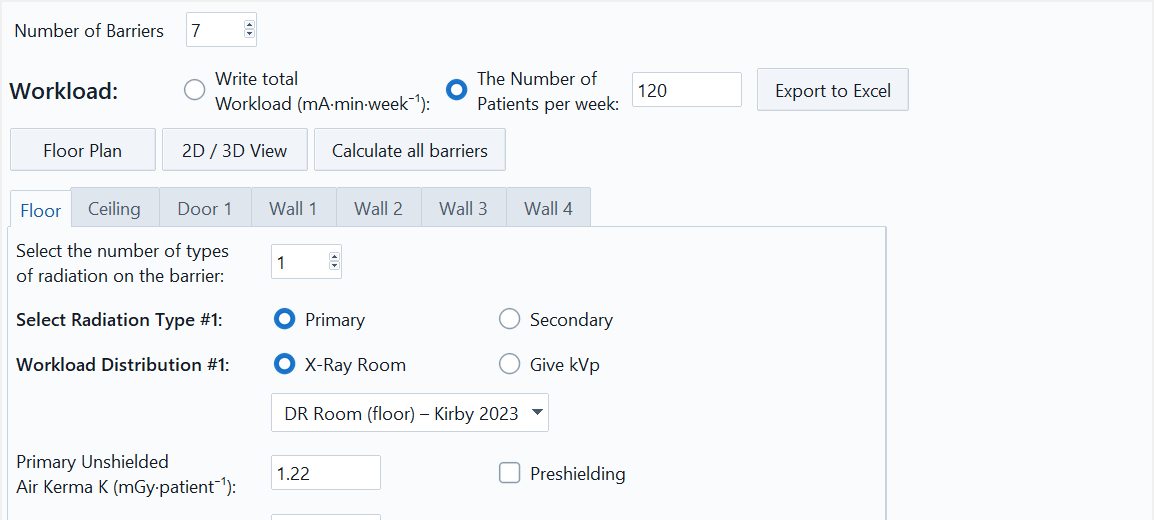 Number of Barriers 7
Workload: Write total Workload (mA·min·week⁻¹): The Number of Patients per week: 120 Export to Excel
Floor Plan 2D / 3D View Calculate all barriers
Floor Ceiling Door 1 Wall 1 Wall 2 Wall 3 Wall 4
Select the number of types
of radiation on the barrier: 1
Select Radiation Type #1: Primary Secondary
Workload Distribution #1: X-Ray Room Give kVp
DR Room (floor) – Kirby 2023
Primary Unshielded
Air Kerma K (mGy·patient⁻¹): 1.22 Preshielding